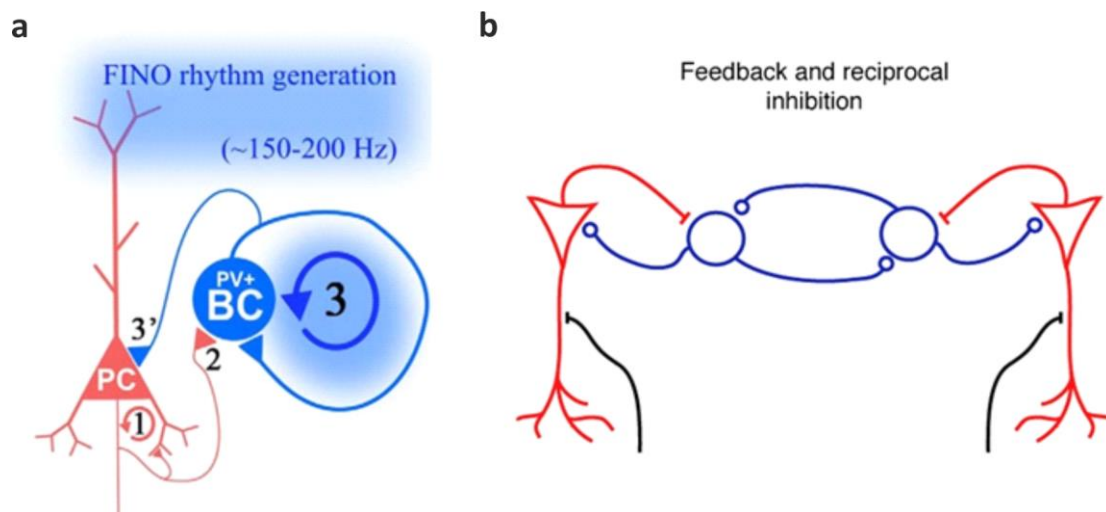 a
FINO rhythm generation
(~150-200 Hz)
PV+
BC
3
3’
2
PC
1
b
Feedback and reciprocal
inhibition